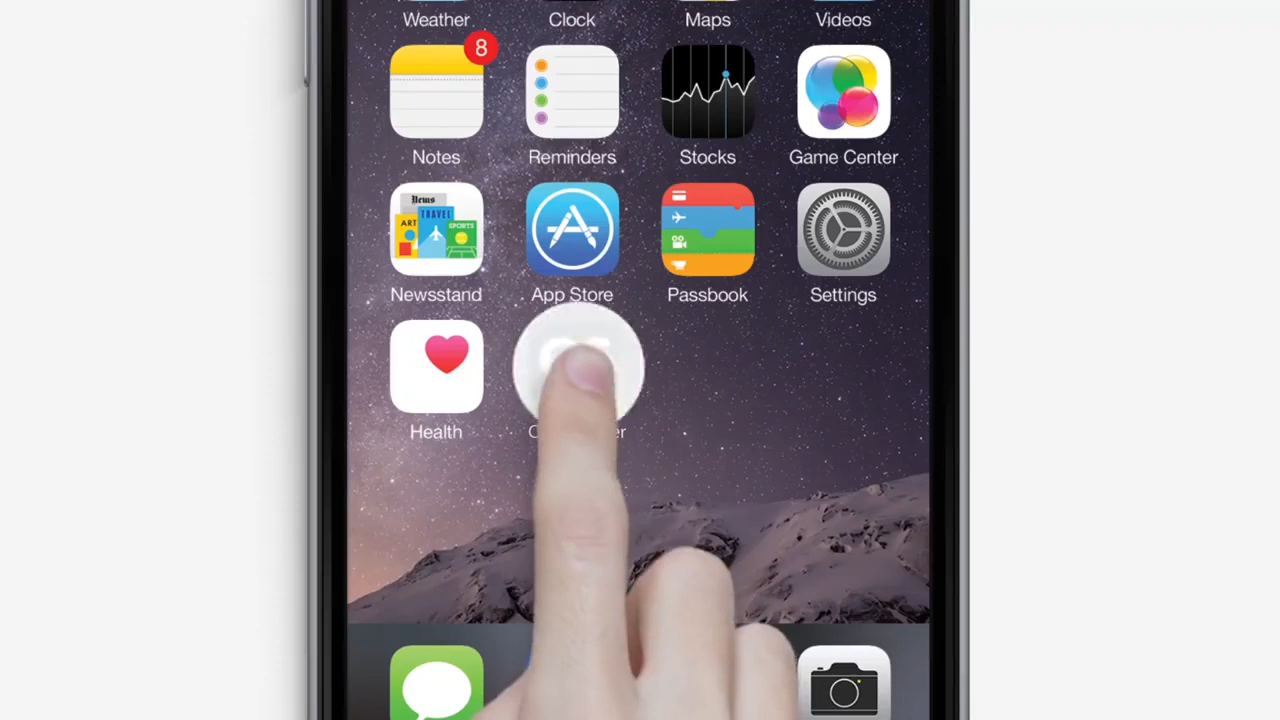 Weather Clock Maps Videos
8
Notes Reminders Stocks Game Center
News
TRAVEL
ART
SPORTS
Newsstand App Store Passbook Settings
Health